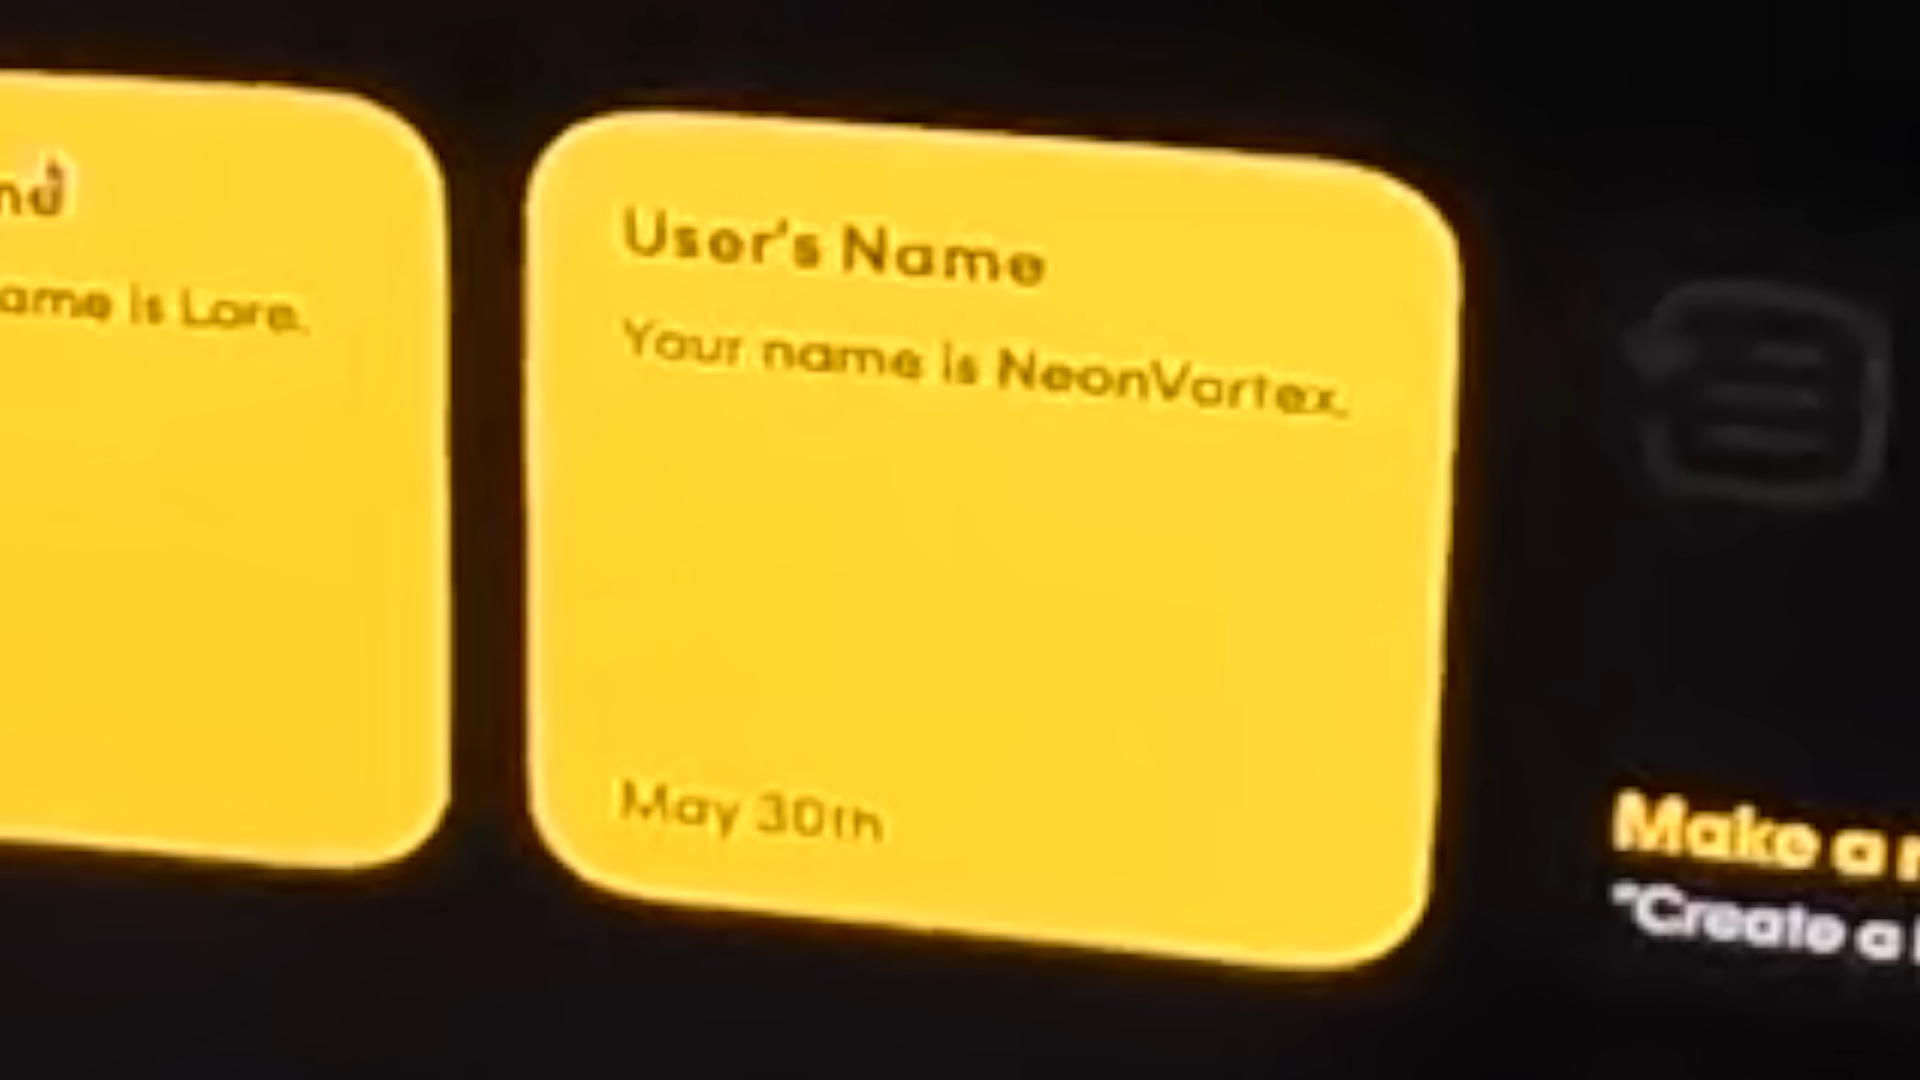 ame is Lore.
User's Name
Your name is NeonVortex.
May 30th
Make a
"Create a